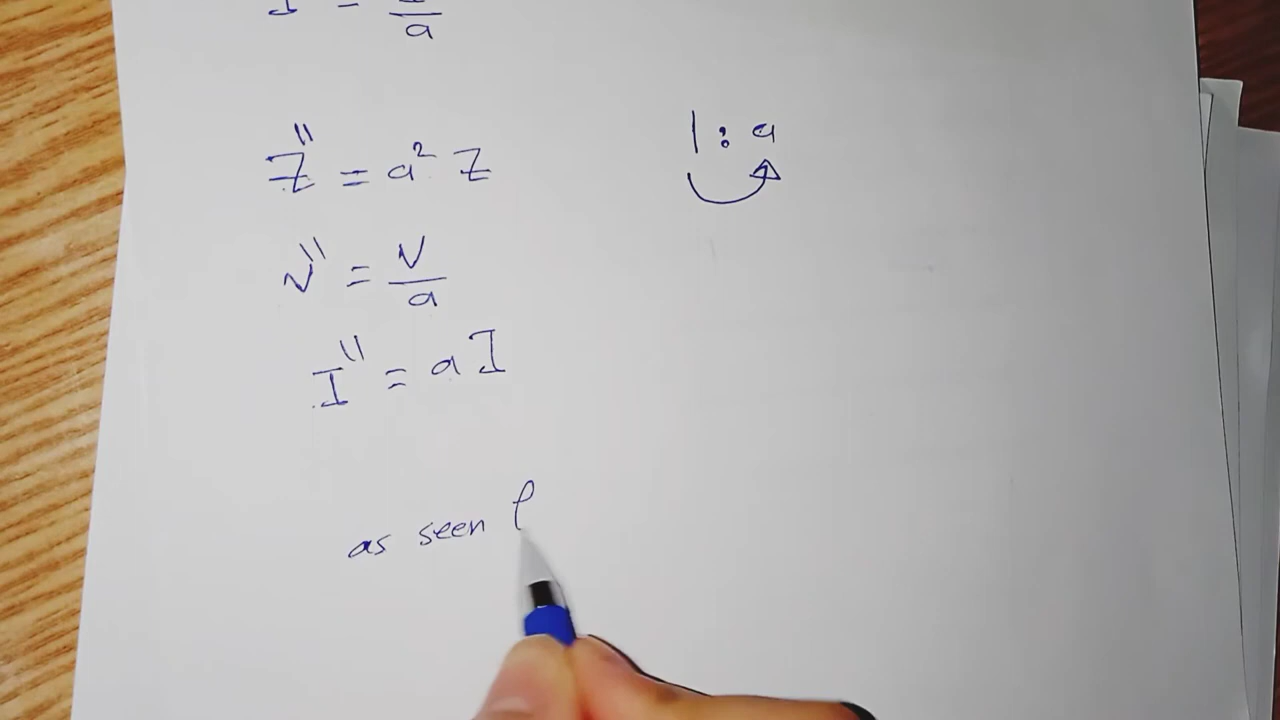 a
Z'' = a² Z
1 : a
V'' = V/a
I'' = a I
as seen